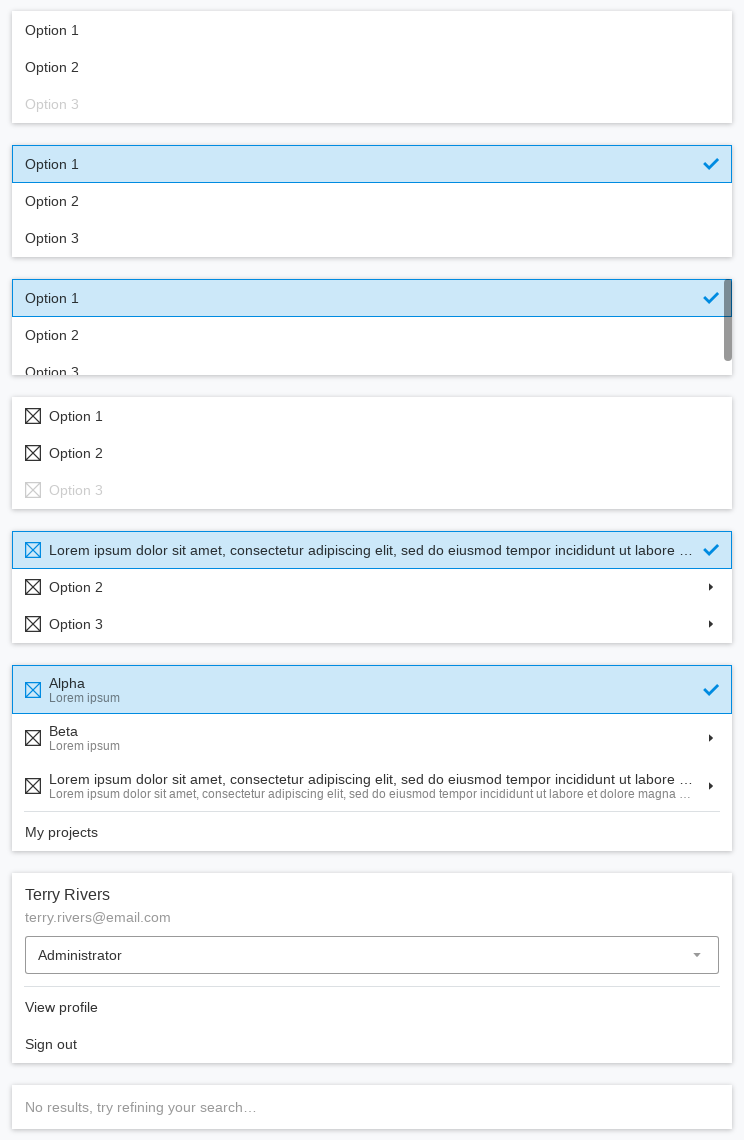 Option 1
Option 2
Option 3
Option 1
Option 2
Option 3
Option 1
Option 2
Option 3
Option 1
Option 2
Option 3
Lorem ipsum dolor sit amet, consectetur adipiscing elit, sed do eiusmod tempor incididunt ut labore …
Option 2
Option 3
Alpha
Lorem ipsum
Beta
Lorem ipsum
Lorem ipsum dolor sit amet, consectetur adipiscing elit, sed do eiusmod tempor incididunt ut labore …
Lorem ipsum dolor sit amet, consectetur adipiscing elit, sed do eiusmod tempor incididunt ut labore et dolore magna …
My projects
Terry Rivers
terry.rivers@email.com
Administrator
View profile
Sign out
No results, try refining your search…